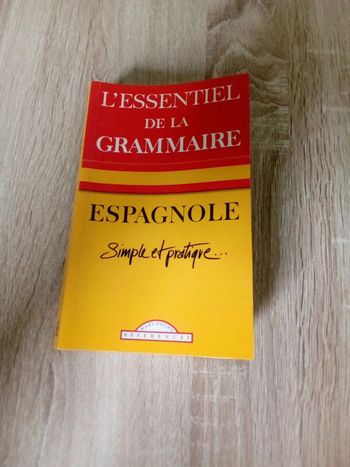 L'ESSENTIEL
DE LA
GRAMMAIRE
ESPAGNOLE
Simple et pratique...
RÉFÉRENCES